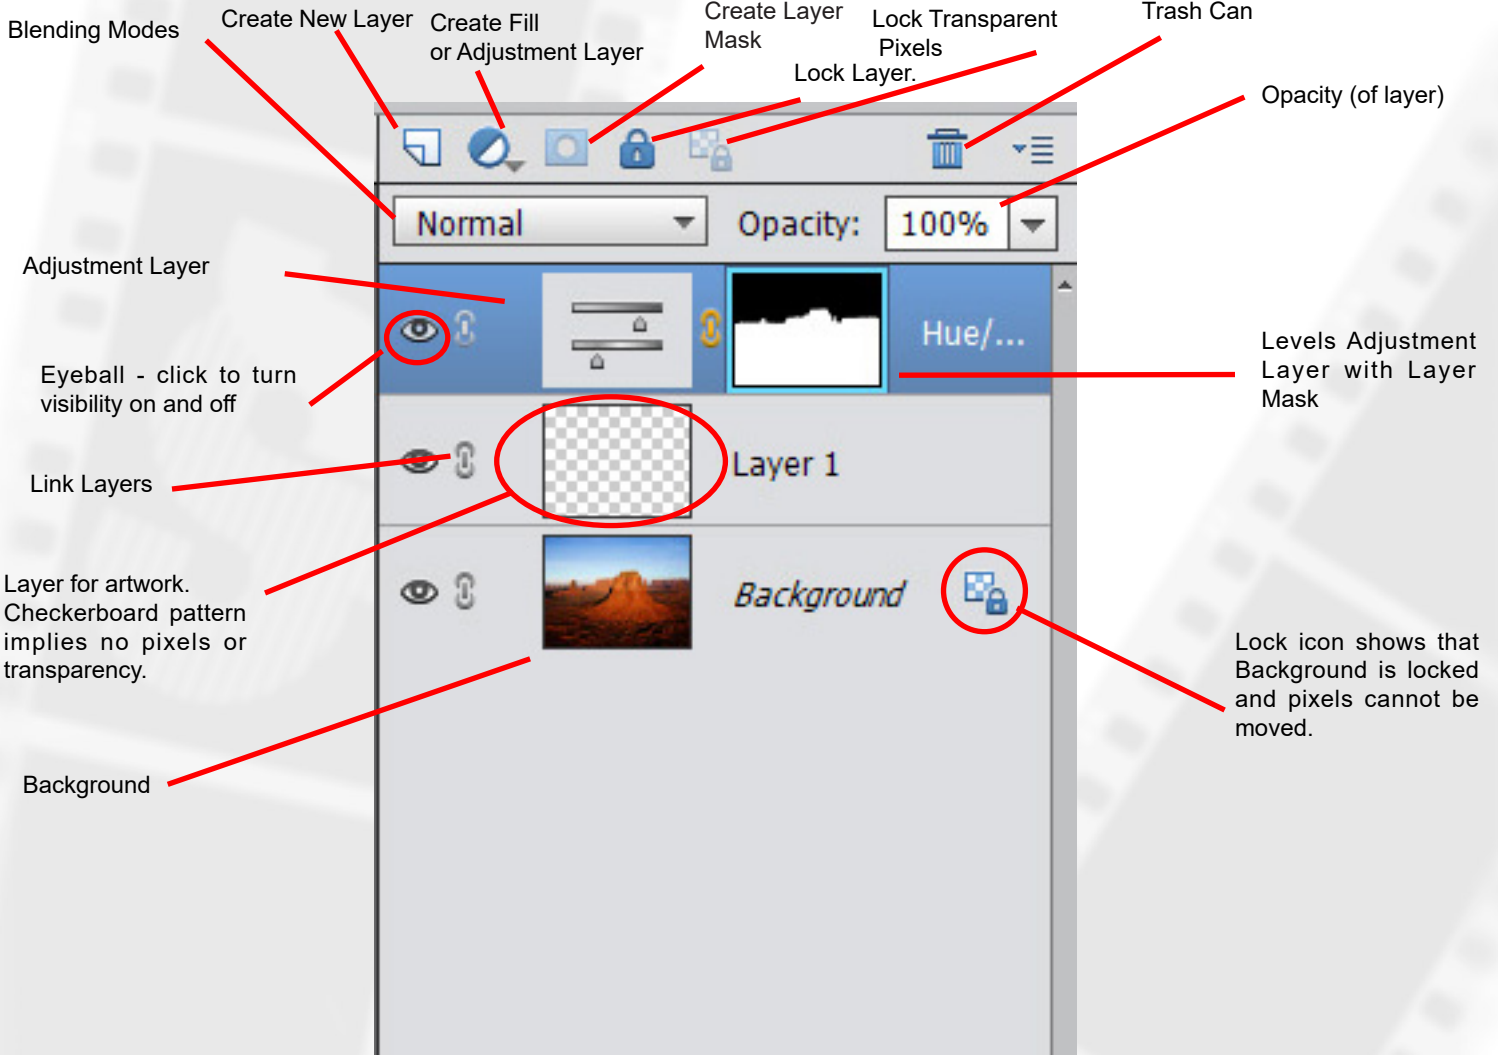 Blending Modes
Create New Layer
Create Fill
or Adjustment Layer
Create Layer
Mask
Lock Transparent
Pixels
Lock Layer.
Trash Can
Opacity (of layer)
Normal
Opacity:
100%
Adjustment Layer
Hue/...
Eyeball - click to turn
visibility on and off
Levels Adjustment
Layer with Layer
Mask
Layer 1
Link Layers
Layer for artwork.
Checkerboard pattern
implies no pixels or
transparency.
Background
Lock icon shows that
Background is locked
and pixels cannot be
moved.
Background